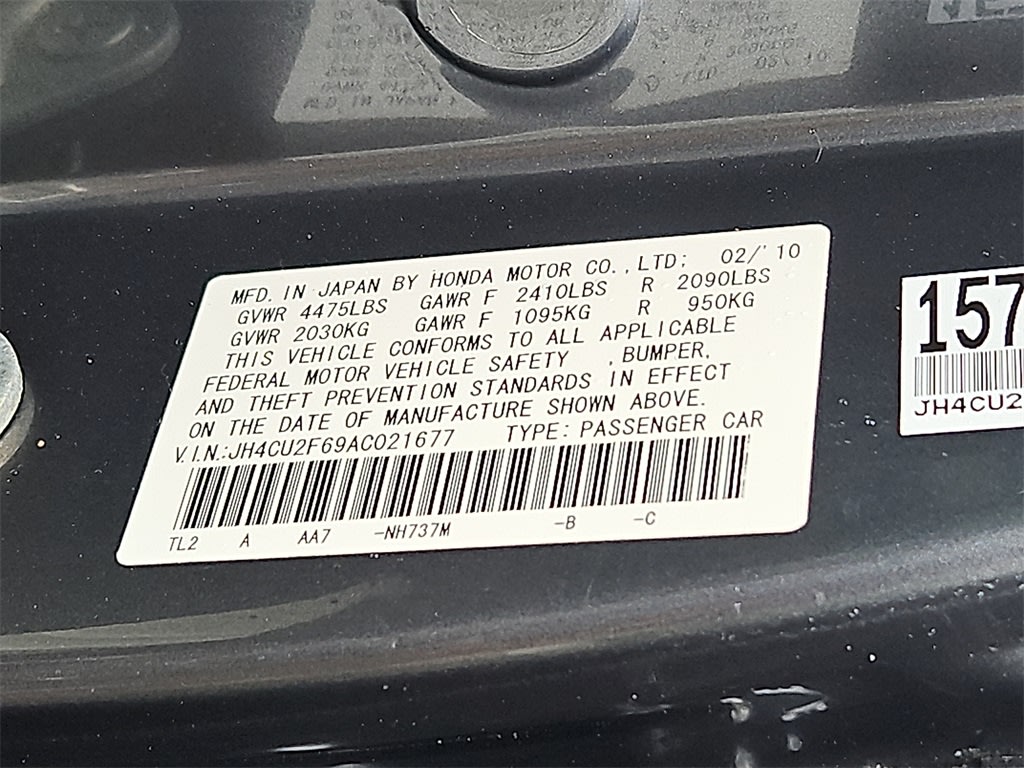 MFD. IN JAPAN BY HONDA MOTOR CO., LTD; 02/'10
GVWR 4475LBS GAWR F 2410LBS R 2090LBS
GVWR 2030KG GAWR F 1095KG R 950KG
THIS VEHICLE CONFORMS TO ALL APPLICABLE
FEDERAL MOTOR VEHICLE SAFETY , BUMPER,
AND THEFT PREVENTION STANDARDS IN EFFECT
ON THE DATE OF MANUFACTURE SHOWN ABOVE.
V.I.N.:JH4CU2F69AC021677 TYPE: PASSENGER CAR
TL2 A AA7 -NH737M -B -C
157
JH4CU2